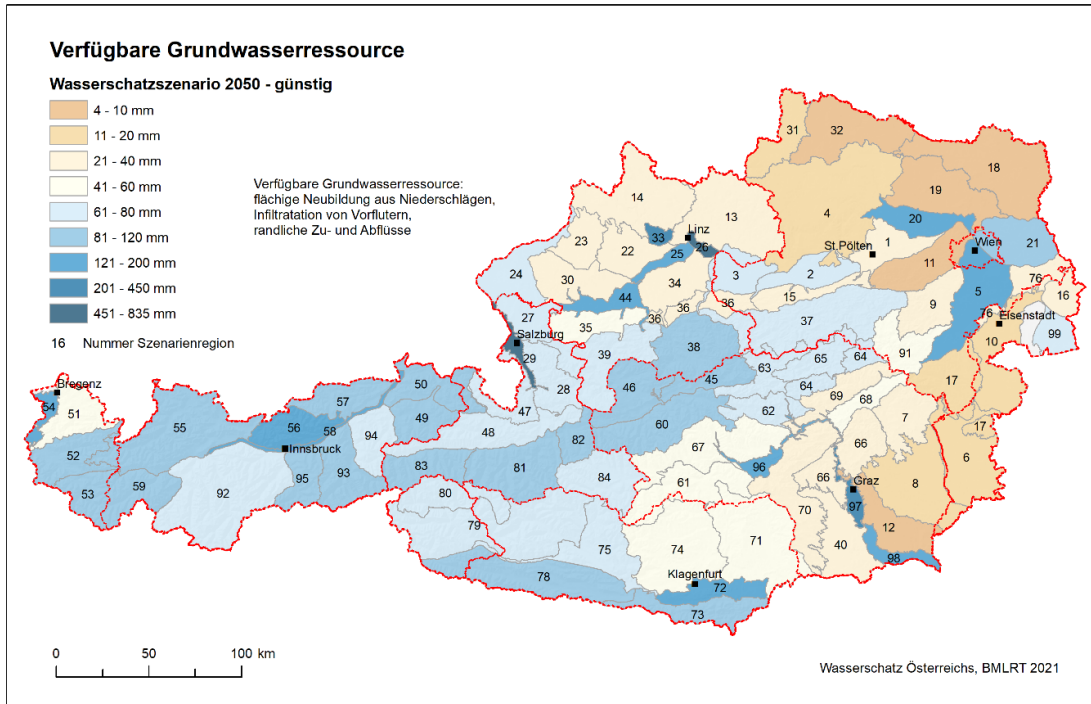 Verfügbare Grundwasserressource
Wasserschatzszenario 2050 - günstig
4 - 10 mm
11 - 20 mm
21 - 40 mm
41 - 60 mm
61 - 80 mm
81 - 120 mm
121 - 200 mm
201 - 450 mm
451 - 835 mm
16 Nummer Szenarienregion
Verfügbare Grundwasserressource:
flächige Neubildung aus Niederschlägen,
Infiltratation von Vorflutern,
randliche Zu- und Abflüsse
31 32
18
14 13 19
4 20
Linz
33 26
23 22 25
St.Pölten 1
Wien 21
24 30 34 3 2 11
44 15 5 76
27 35 36 36 36 37 9 16
Salzburg
76 Eisenstadt
29 39 38 10 99
50 28 46 45 63 65 64 91
Bregenz
54 51 57 47 64 17
55 56 58 49 94 48 60 62 69 68 7 17
Innsbruck
52 82 67 66
53 59 92 95 93 83 81 84 61 96 66 8 6
80 Graz
97
79 75 74 71 70 12
40 98
78 Klagenfurt
72
73
0 50 100 km
Wasserschatz Österreichs, BMLRT 2021